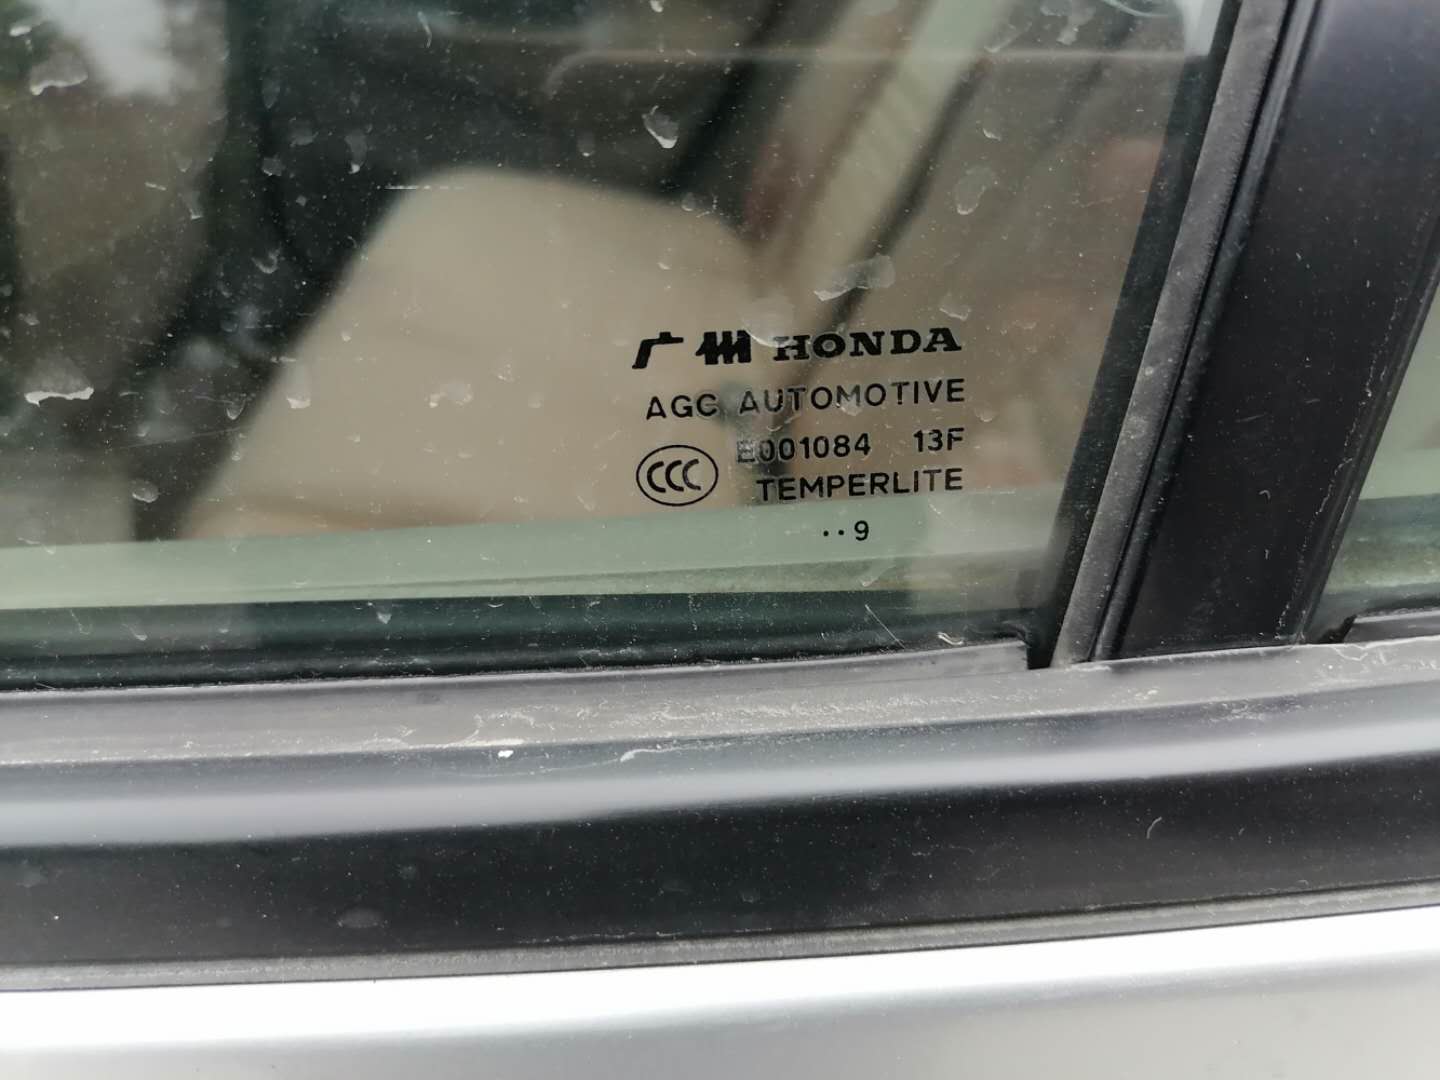 广州 HONDA
AGC AUTOMOTIVE
E001084 13F
CCC TEMPERLITE
··9